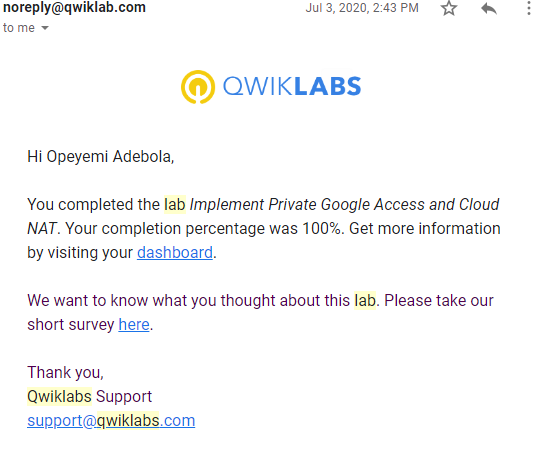 noreply@qwiklab.com Jul 3, 2020, 2:43 PM
to me
QWIKLABS
Hi Opeyemi Adebola,
You completed the lab Implement Private Google Access and Cloud
NAT. Your completion percentage was 100%. Get more information
by visiting your dashboard.
We want to know what you thought about this lab. Please take our
short survey here.
Thank you,
Qwiklabs Support
support@qwiklabs.com